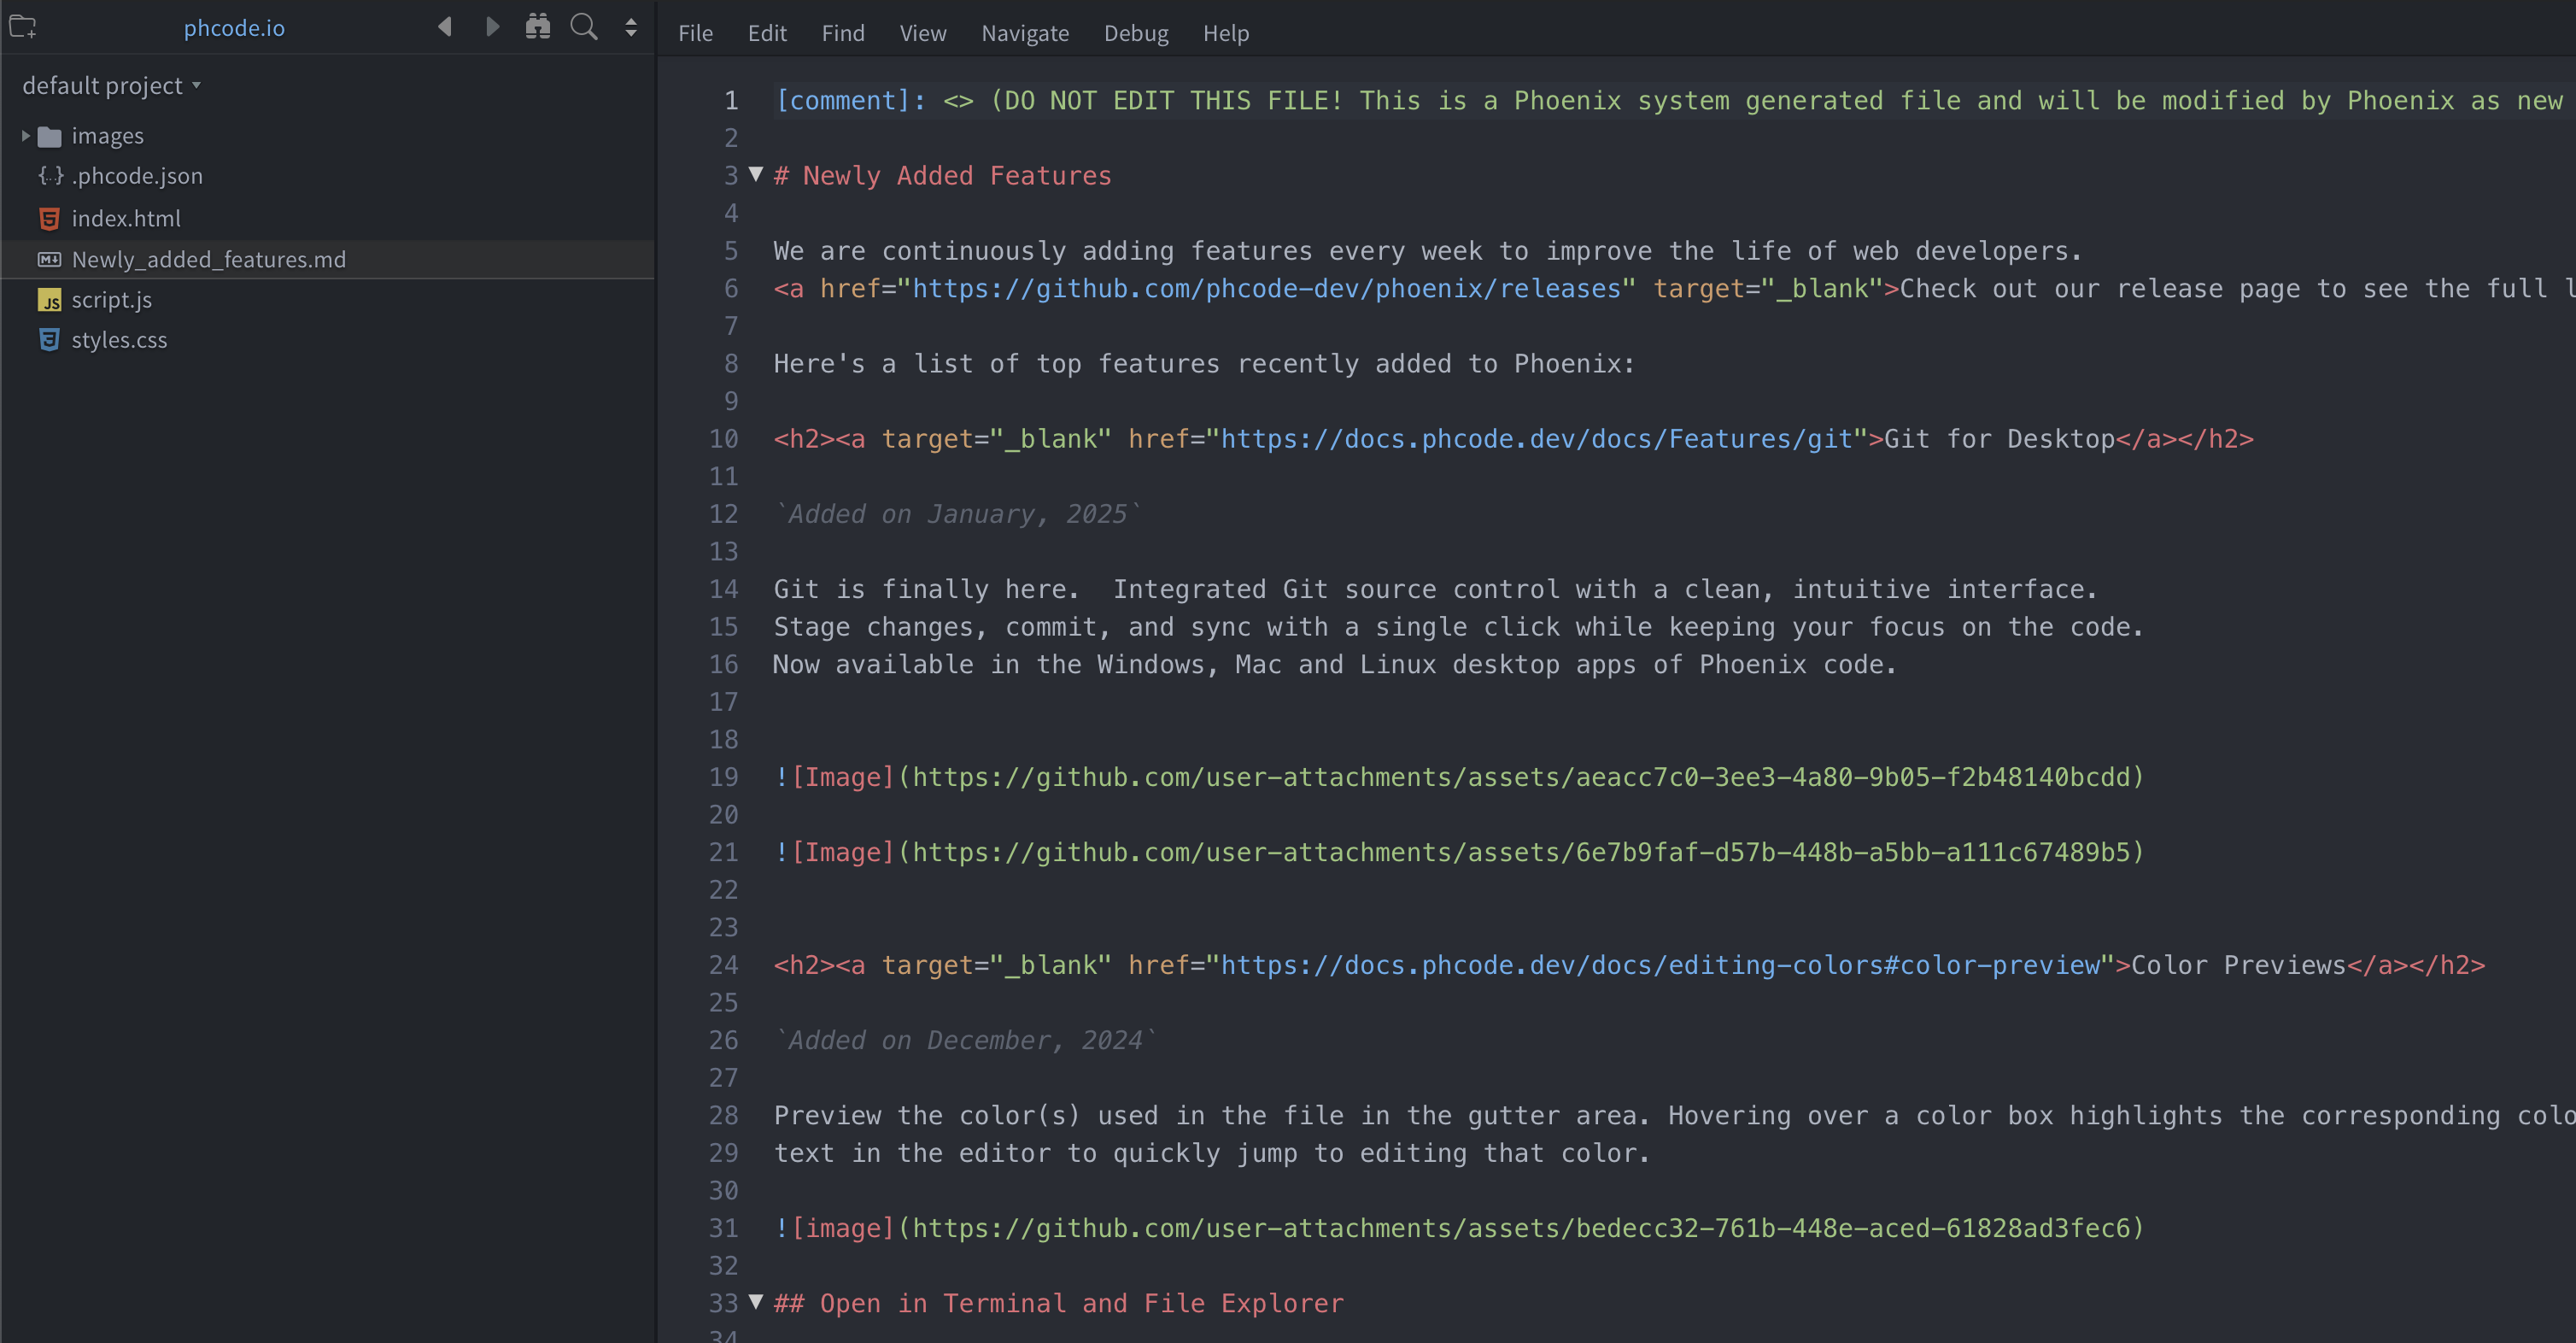 phcode.io
default project
images
.phcode.json
index.html
Newly_added_features.md
script.js
styles.css
File Edit Find View Navigate Debug Help
1 [comment]: <> (DO NOT EDIT THIS FILE! This is a Phoenix system generated file and will be modified by Phoenix as new
2
3 # Newly Added Features
4
5 We are continuously adding features every week to improve the life of web developers.
6 <a href="https://github.com/phcode-dev/phoenix/releases" target="_blank">Check out our release page to see the full
7
8 Here's a list of top features recently added to Phoenix:
9
10 <h2><a target="_blank" href="https://docs.phcode.dev/docs/Features/git">Git for Desktop</a></h2>
11
12 `Added on January, 2025`
13
14 Git is finally here.  Integrated Git source control with a clean, intuitive interface.
15 Stage changes, commit, and sync with a single click while keeping your focus on the code.
16 Now available in the Windows, Mac and Linux desktop apps of Phoenix code.
17
18
19 ![Image](https://github.com/user-attachments/assets/aeacc7c0-3ee3-4a80-9b05-f2b48140bcdd)
20
21 ![Image](https://github.com/user-attachments/assets/6e7b9faf-d57b-448b-a5bb-a111c67489b5)
22
23
24 <h2><a target="_blank" href="https://docs.phcode.dev/docs/editing-colors#color-preview">Color Previews</a></h2>
25
26 `Added on December, 2024`
27
28 Preview the color(s) used in the file in the gutter area. Hovering over a color box highlights the corresponding
29 text in the editor to quickly jump to editing that color.
30
31 ![image](https://github.com/user-attachments/assets/bedecc32-761b-448e-aced-61828ad3fec6)
32
33 ## Open in Terminal and File Explorer
34